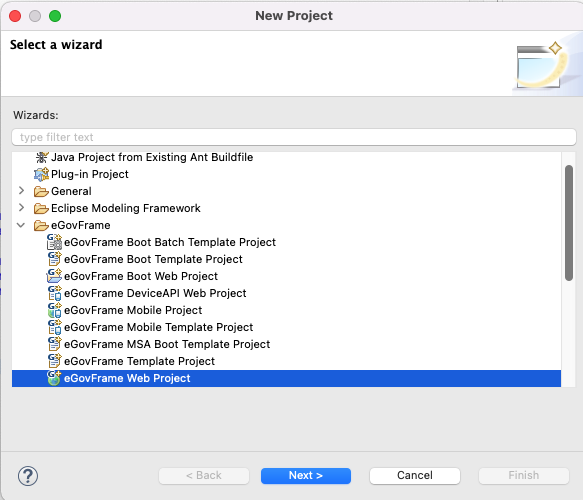 New Project
Select a wizard
Wizards:
type filter text
Java Project from Existing Ant Buildfile
Plug-in Project
General
Eclipse Modeling Framework
eGovFrame
eGovFrame Boot Batch Template Project
eGovFrame Boot Template Project
eGovFrame Boot Web Project
eGovFrame DeviceAPI Web Project
eGovFrame Mobile Project
eGovFrame Mobile Template Project
eGovFrame MSA Boot Template Project
eGovFrame Template Project
eGovFrame Web Project
? < Back Next > Cancel Finish